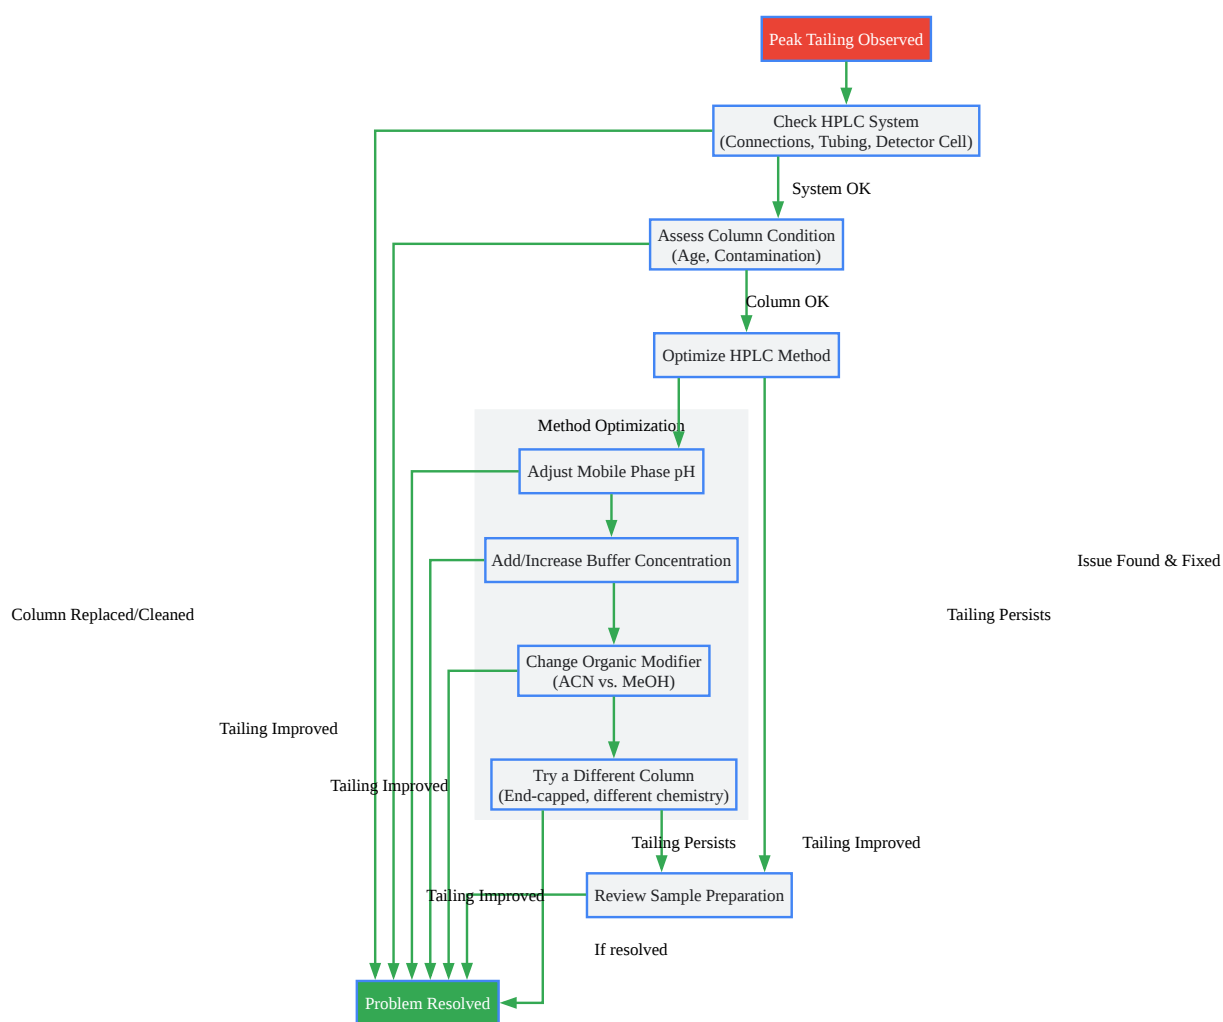 Peak Tailing Observed
Check HPLC System
(Connections, Tubing, Detector Cell)
System OK
Assess Column Condition
(Age, Contamination)
Column OK
Optimize HPLC Method
Method Optimization
Adjust Mobile Phase pH
Add/Increase Buffer Concentration
Issue Found & Fixed
Column Replaced/Cleaned
Tailing Persists
Change Organic Modifier
(ACN vs. MeOH)
Tailing Improved
Try a Different Column
(End-capped, different chemistry)
Tailing Improved
Tailing Persists
Tailing Improved
Review Sample Preparation
Tailing Improved
If resolved
Problem Resolved